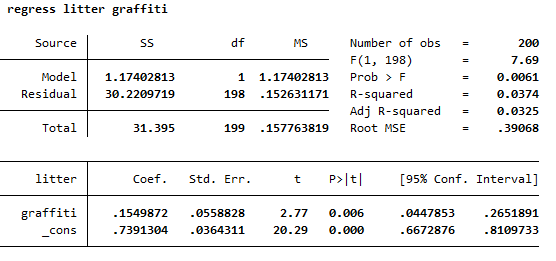 regress litter graffiti
Source SS df MS Number of obs = 200
F(1, 198) = 7.69
Model 1.17402813 1 1.17402813 Prob > F = 0.0061
Residual 30.2209719 198 .152631171 R-squared = 0.0374
Adj R-squared = 0.0325
Total 31.395 199 .157763819 Root MSE = .39068
litter Coef. Std. Err. t P>|t| [95% Conf. Interval]
graffiti .1549872 .0558828 2.77 0.006 .0447853 .2651891
_cons .7391304 .0364311 20.29 0.000 .6672876 .8109733